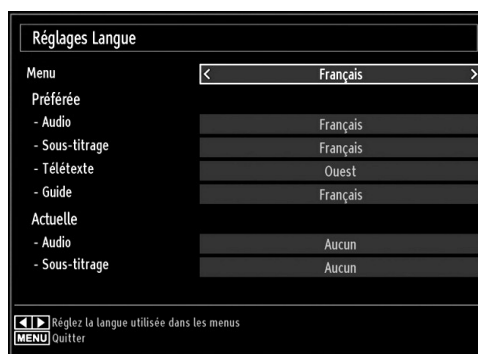 Réglages Langue
Menu < Français >
Préférée
- Audio Français
- Sous-titrage Français
- Télétexte Ouest
- Guide Français
Actuelle
- Audio Aucun
- Sous-titrage Aucun
◀ ▶ Réglez la langue utilisée dans les menus
MENU Quitter